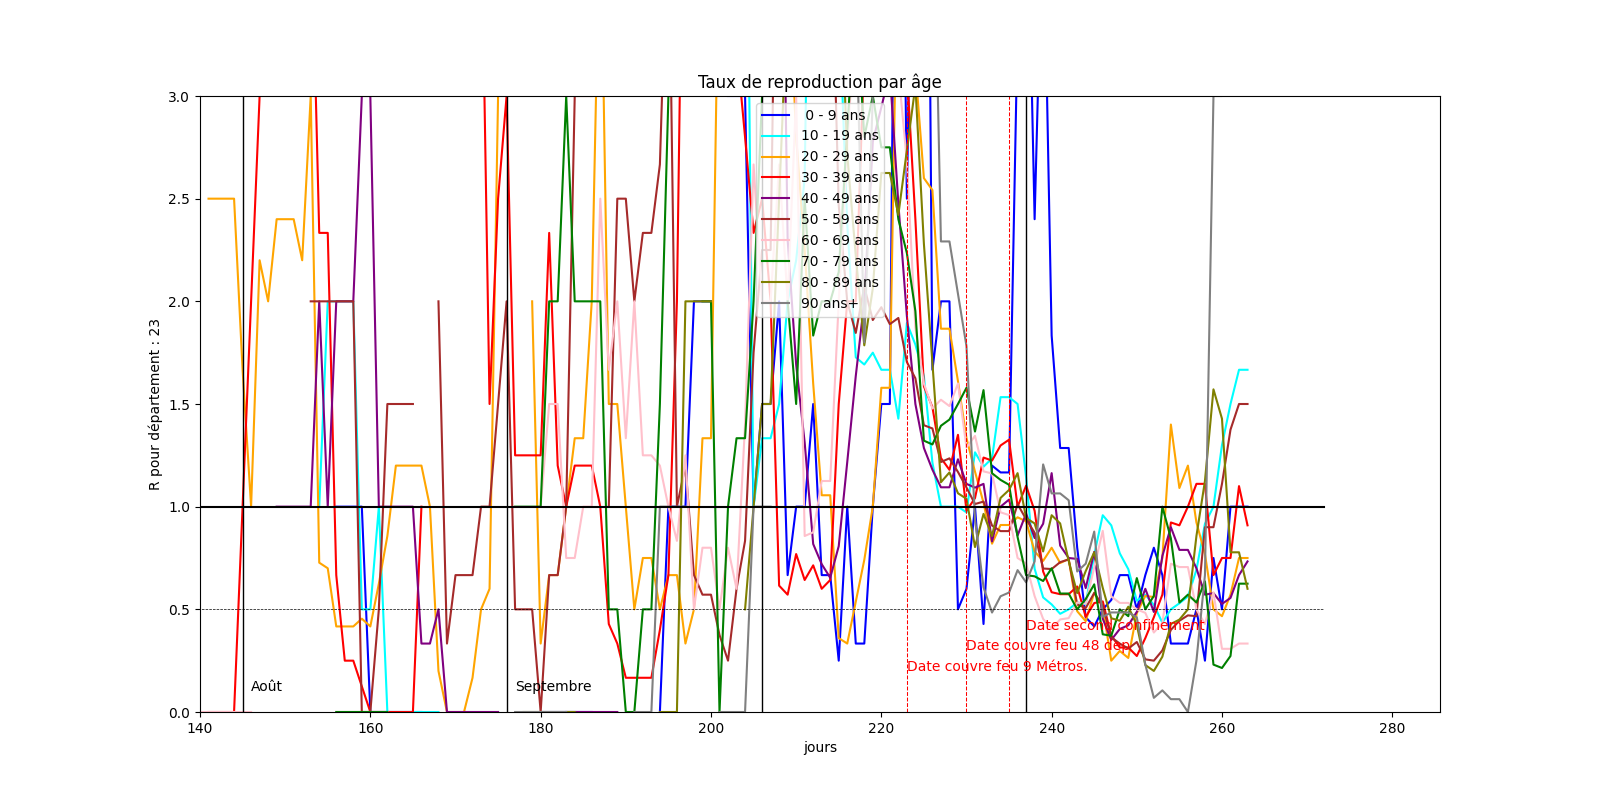 Taux de reproduction par âge
R pour département : 23
3.0
2.5
2.0
1.5
1.0
0.5
0.0
0 - 9 ans
10 - 19 ans
20 - 29 ans
30 - 39 ans
40 - 49 ans
50 - 59 ans
60 - 69 ans
70 - 79 ans
80 - 89 ans
90 ans+
Date second confinement
Date couvre feu 48 dep.
Date couvre feu 9 Métros.
Août
Septembre
140
160
180
200
220
240
260
280
jours